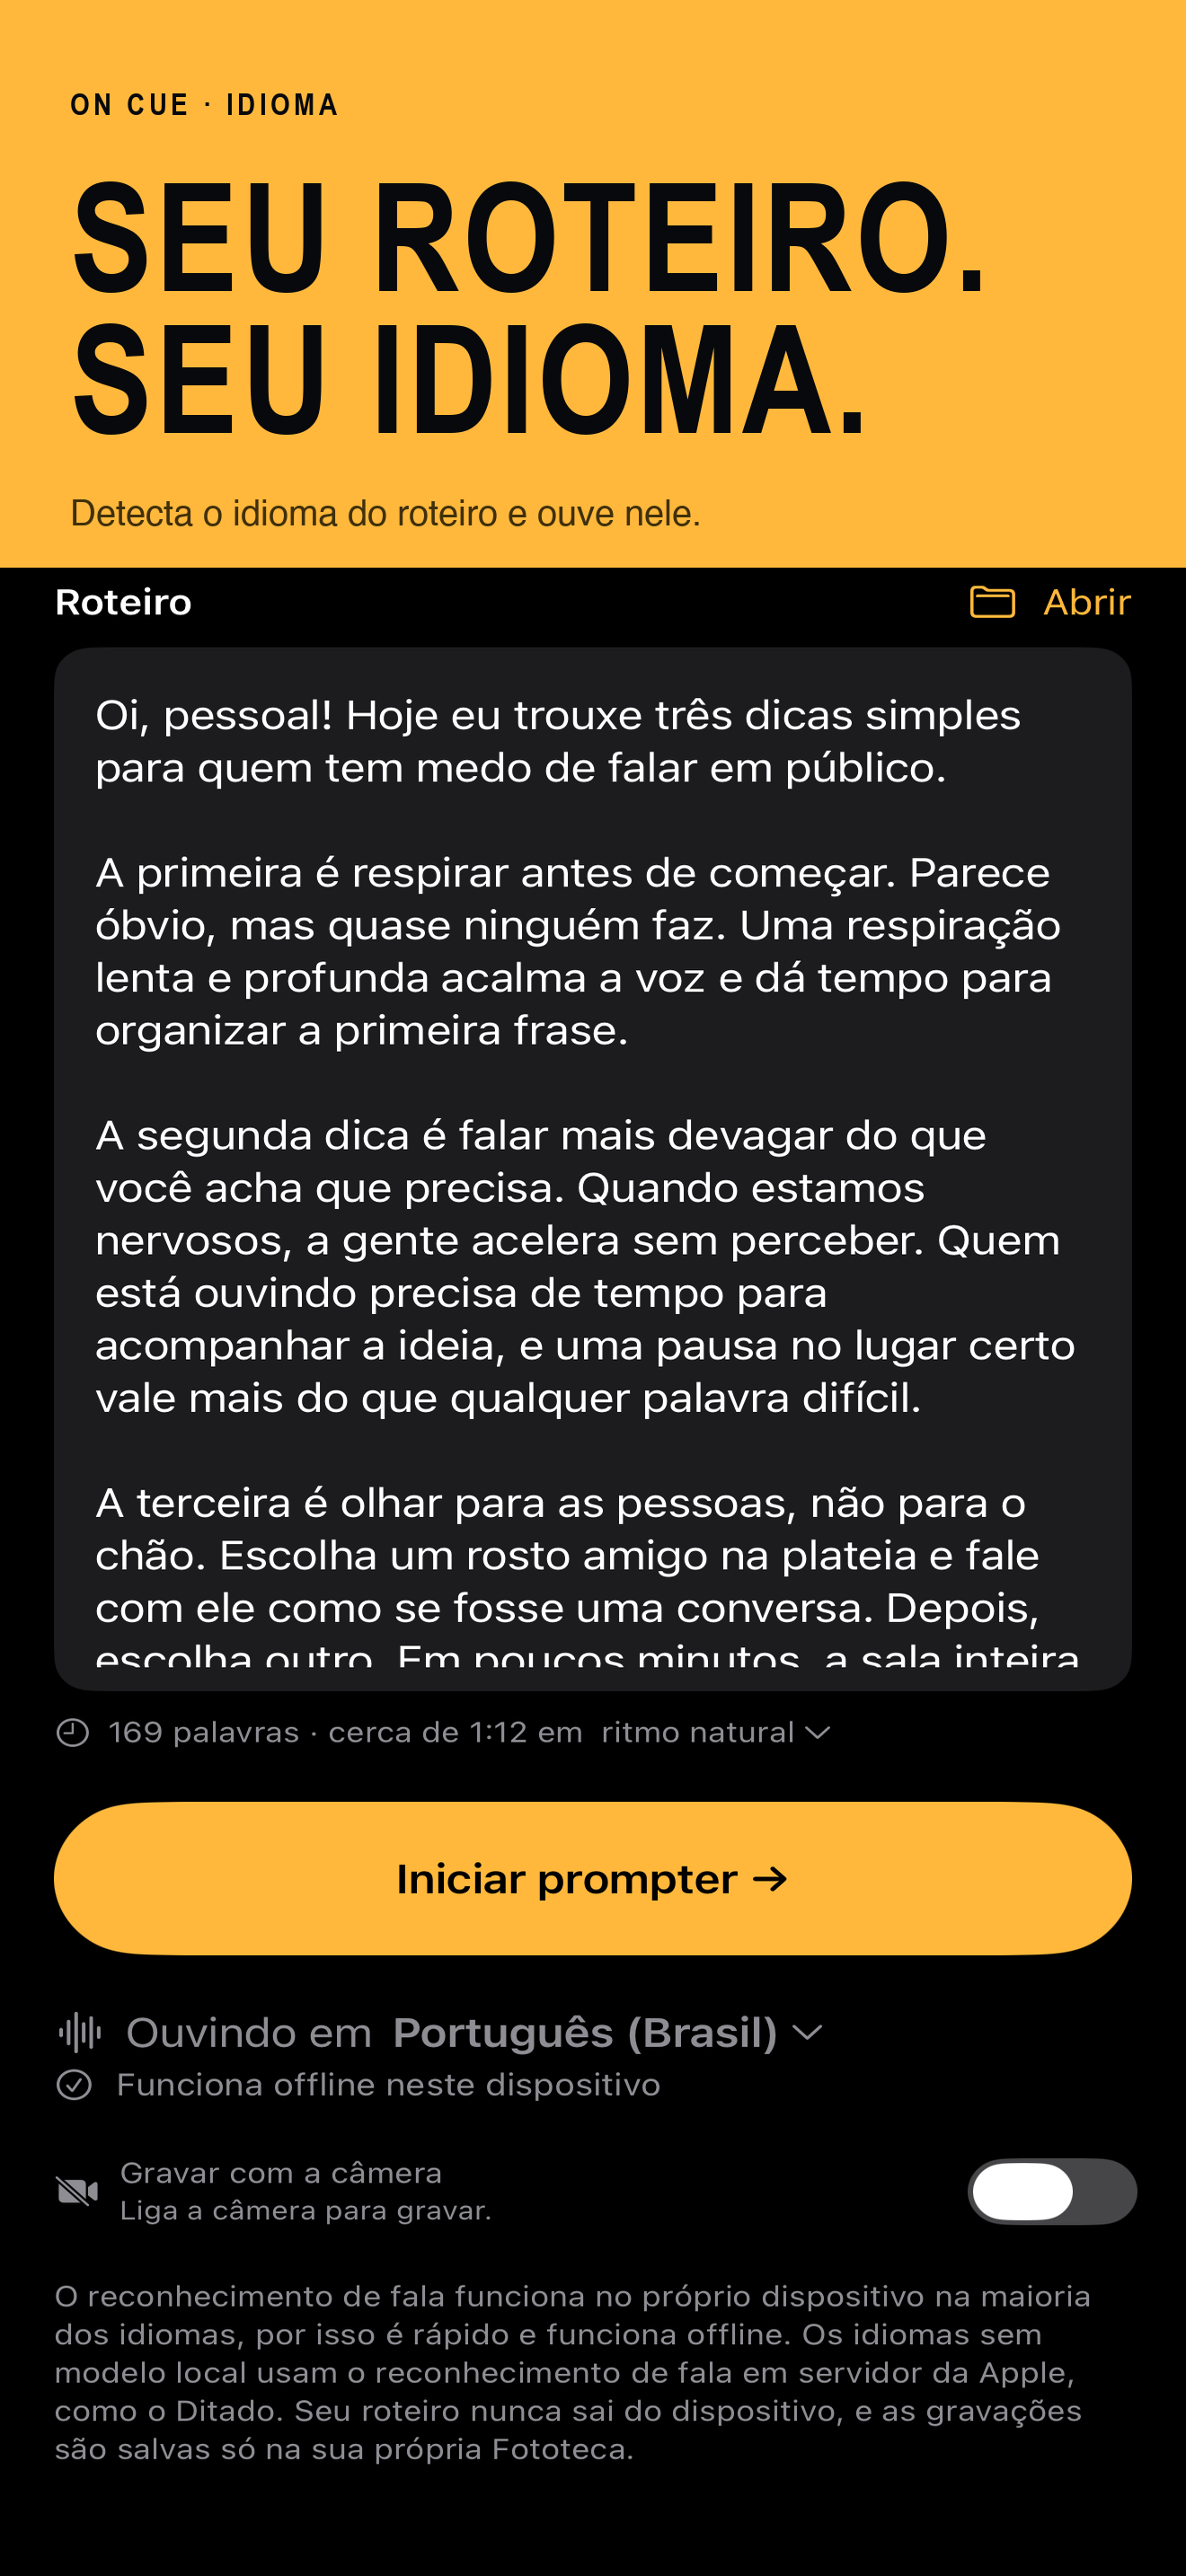 ON CUE · IDIOMA
SEU ROTEIRO.
SEU IDIOMA.
Detecta o idioma do roteiro e ouve nele.
Roteiro
Abrir
Oi, pessoal! Hoje eu trouxe três dicas simples
para quem tem medo de falar em público.
A primeira é respirar antes de começar. Parece
óbvio, mas quase ninguém faz. Uma respiração
lenta e profunda acalma a voz e dá tempo para
organizar a primeira frase.
A segunda dica é falar mais devagar do que
você acha que precisa. Quando estamos
nervosos, a gente acelera sem perceber. Quem
está ouvindo precisa de tempo para
acompanhar a ideia, e uma pausa no lugar certo
vale mais do que qualquer palavra difícil.
A terceira é olhar para as pessoas, não para o
chão. Escolha um rosto amigo na plateia e fale
com ele como se fosse uma conversa. Depois,
escolha outro. Em poucos minutos, a sala inteira
169 palavras · cerca de 1:12 em ritmo natural
Iniciar prompter →
Ouvindo em Português (Brasil)
Funciona offline neste dispositivo
Gravar com a câmera
Liga a câmera para gravar.
O reconhecimento de fala funciona no próprio dispositivo na maioria
dos idiomas, por isso é rápido e funciona offline. Os idiomas sem
modelo local usam o reconhecimento de fala em servidor da Apple,
como o Ditado. Seu roteiro nunca sai do dispositivo, e as gravações
são salvas só na sua própria Fototeca.